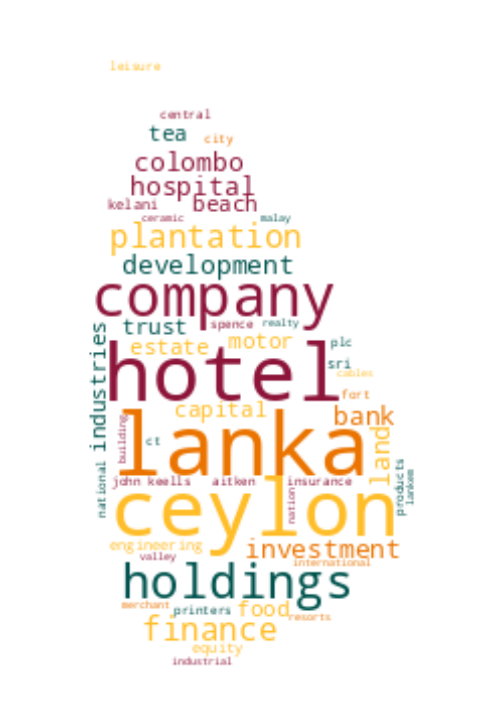 leisure
central
tea city
colombo
hospital
kelani beach
ceramic malay
plantation
development
company
trust spence realty
industries
estate motor plc
hotel
sri
cables
fort
capital
bank
building
lanka
ct
land
john keells aitken insurance
national
nation
products
lankem
ceylon
engineering investment
valley international
holdings
merchant printers food resorts
finance
equity
industrial